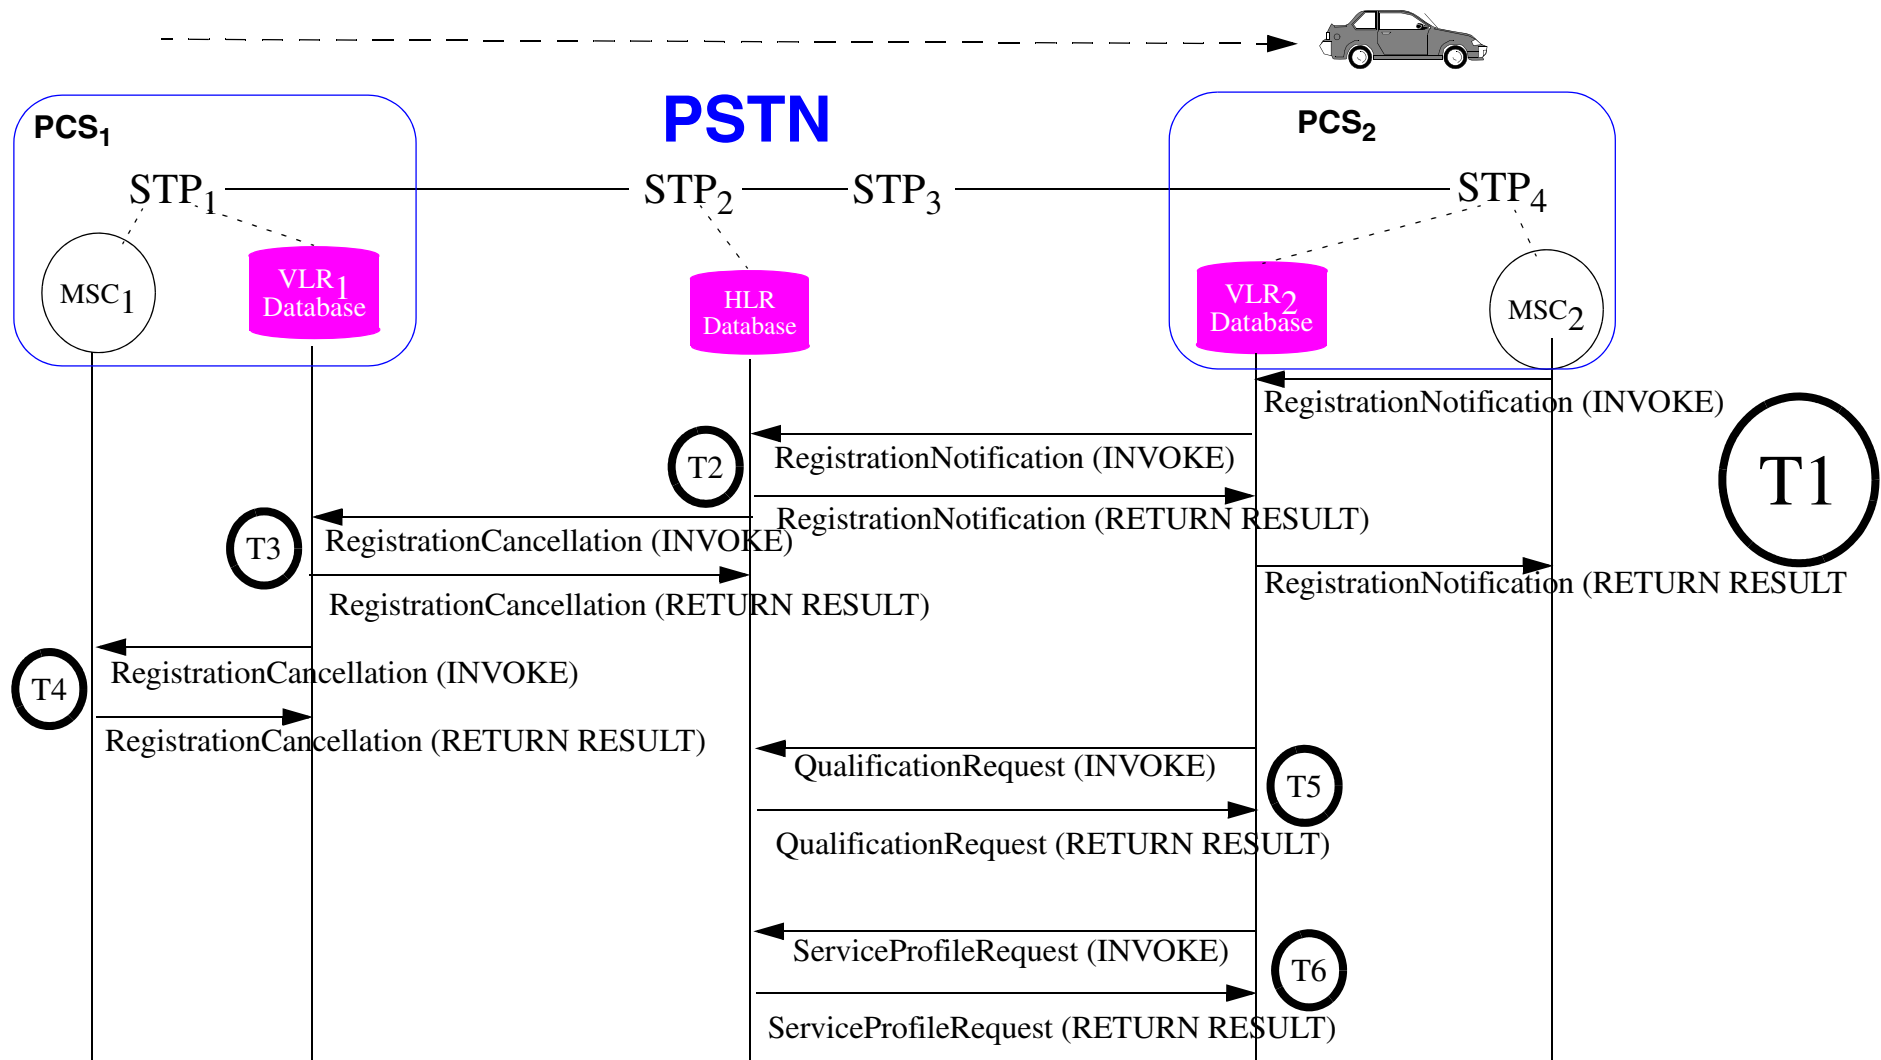 PCS1
PSTN
PCS2
STP1
STP2
STP3
STP4
MSC1
VLR1
Database
HLR
Database
VLR2
Database
MSC2
RegistrationNotification (INVOKE)
T1
T2
RegistrationNotification (INVOKE)
RegistrationNotification (RETURN RESULT)
T3
RegistrationCancellation (INVOKE)
RegistrationNotification (RETURN RESULT
RegistrationCancellation (RETURN RESULT)
T4
RegistrationCancellation (INVOKE)
RegistrationCancellation (RETURN RESULT)
QualificationRequest (INVOKE)
T5
QualificationRequest (RETURN RESULT)
ServiceProfileRequest (INVOKE)
T6
ServiceProfileRequest (RETURN RESULT)